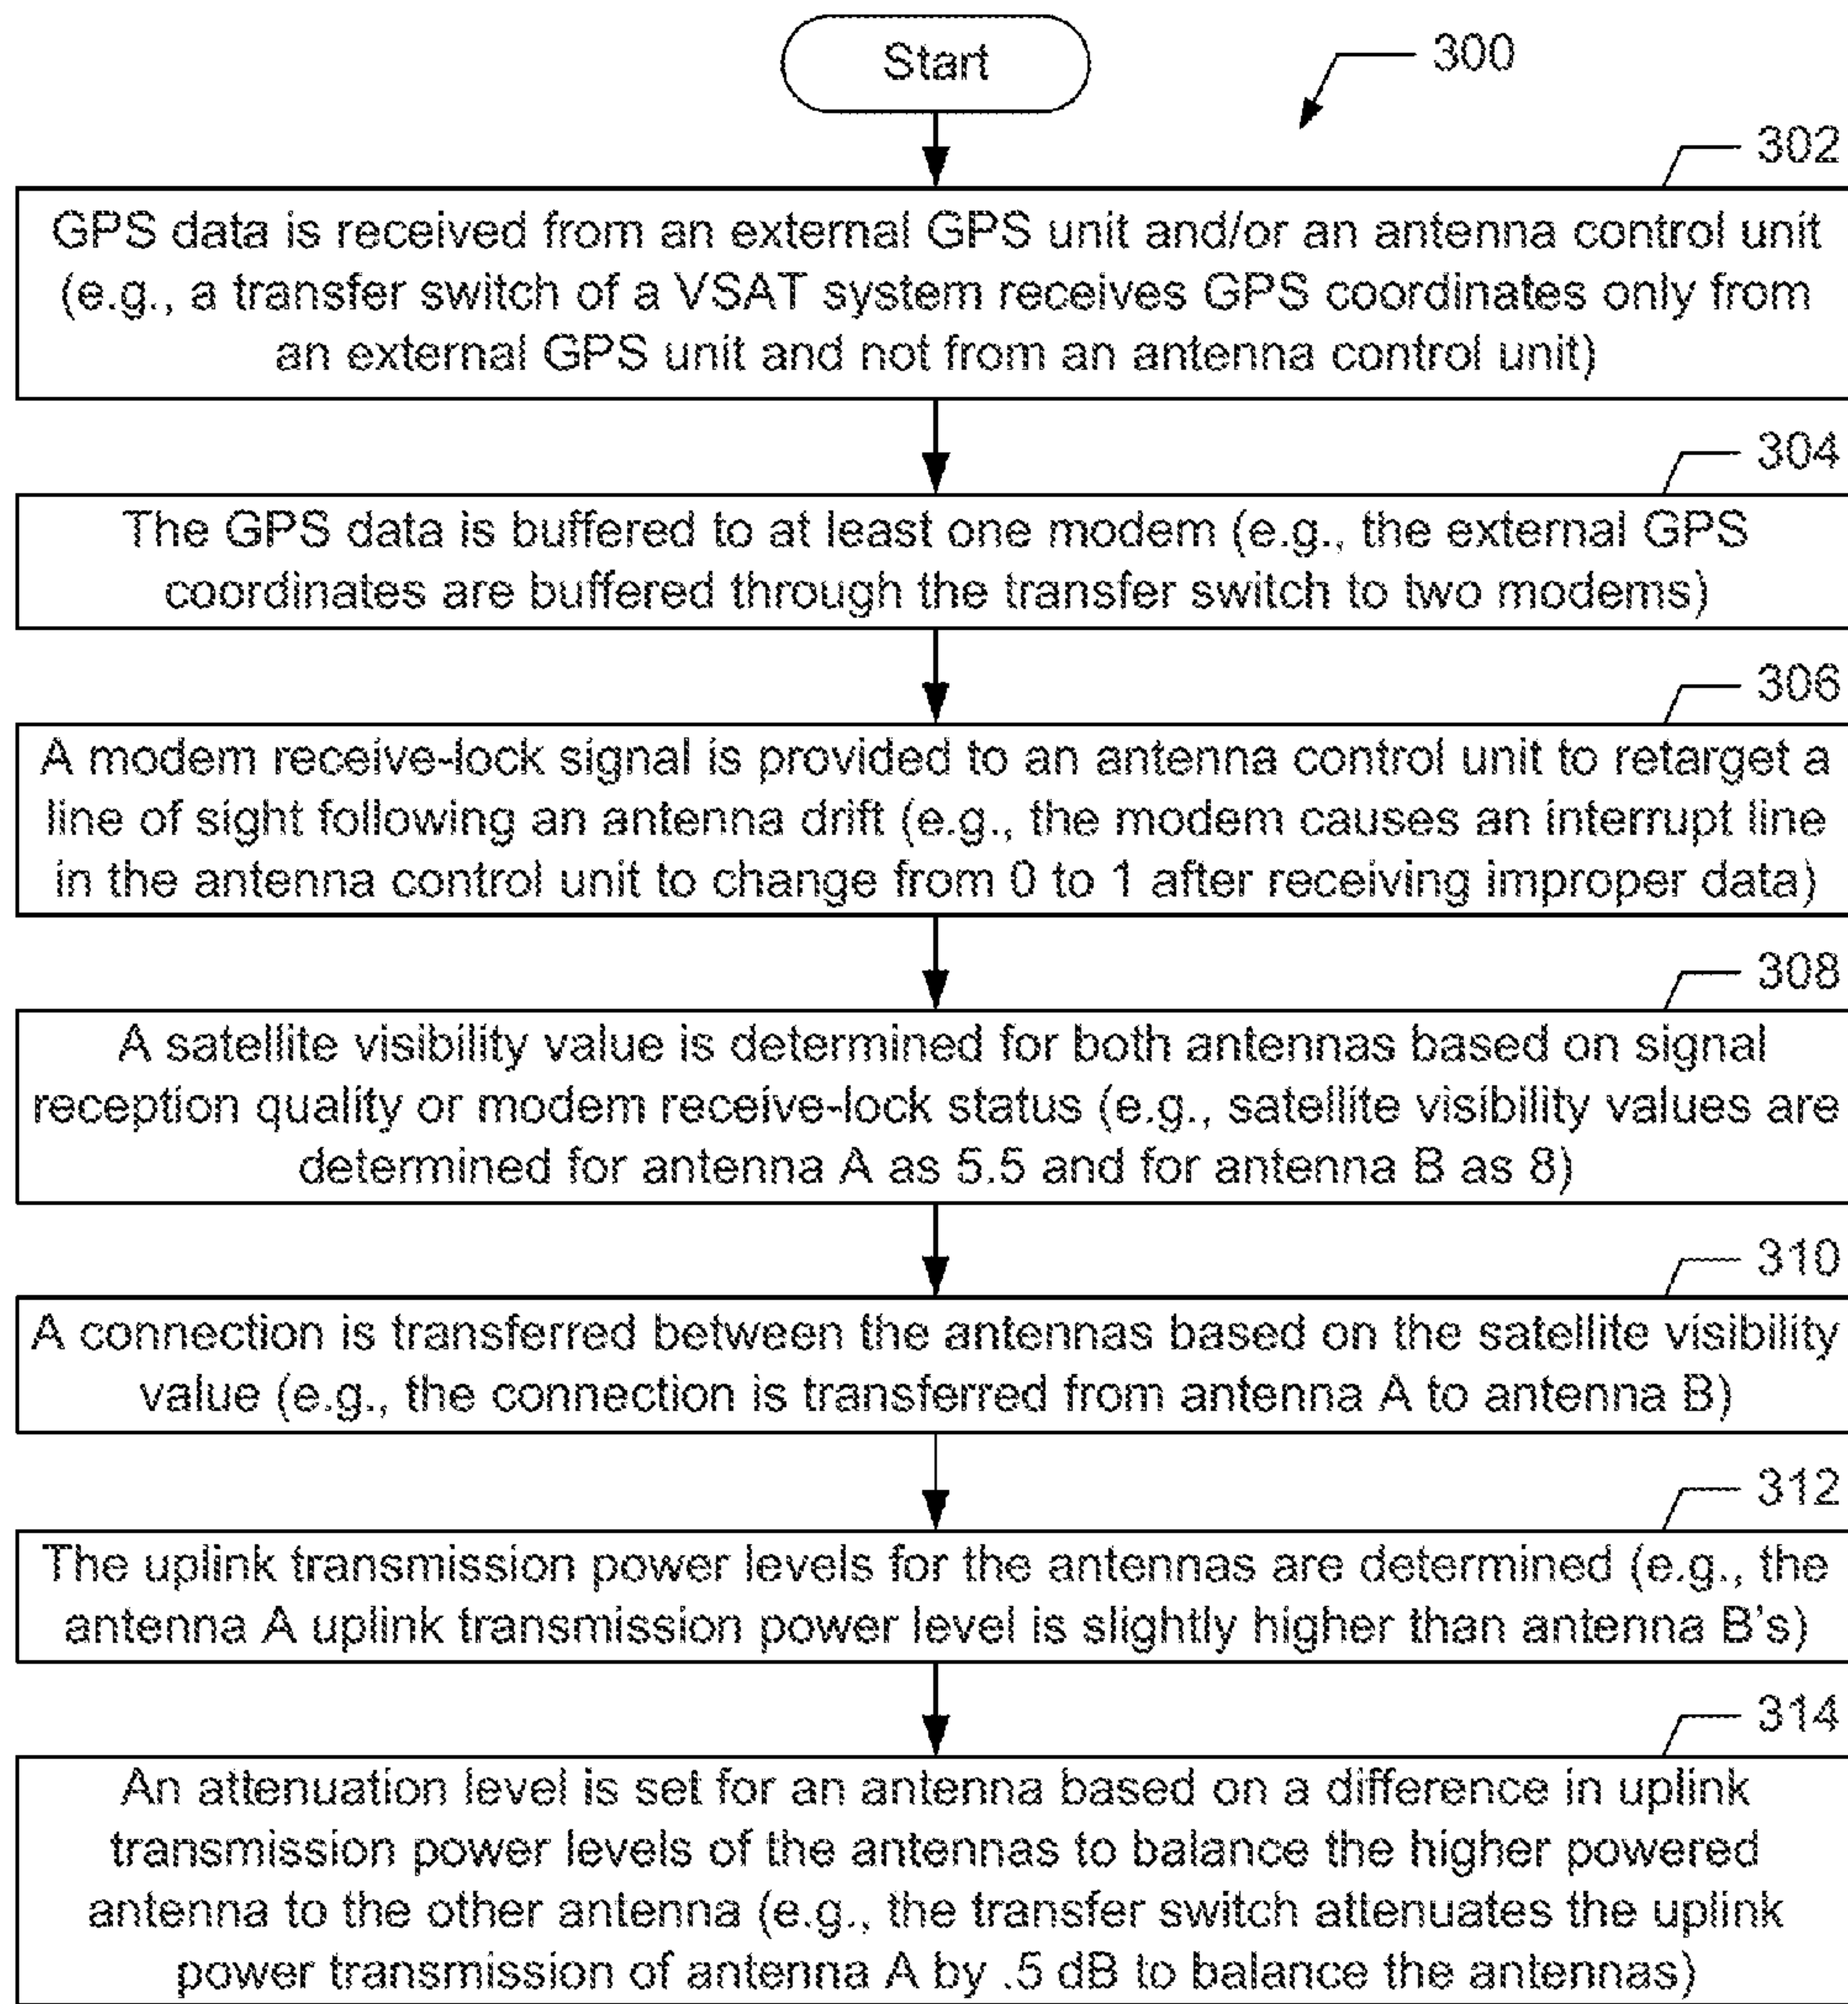 Start
300
302
GPS data is received from an external GPS unit and/or an antenna control unit
(e.g., a transfer switch of a VSAT system receives GPS coordinates only from
an external GPS unit and not from an antenna control unit)
304
The GPS data is buffered to at least one modem (e.g., the external GPS
coordinates are buffered through the transfer switch to two modems)
306
A modem receive-lock signal is provided to an antenna control unit to retarget a
line of sight following an antenna drift (e.g., the modem causes an interrupt line
in the antenna control unit to change from 0 to 1 after receiving improper data)
308
A satellite visibility value is determined for both antennas based on signal
reception quality or modem receive-lock status (e.g., satellite visibility values are
determined for antenna A as 5.5 and for antenna B as 8)
310
A connection is transferred between the antennas based on the satellite visibility
value (e.g., the connection is transferred from antenna A to antenna B)
312
The uplink transmission power levels for the antennas are determined (e.g., the
antenna A uplink transmission power level is slightly higher than antenna B's)
314
An attenuation level is set for an antenna based on a difference in uplink
transmission power levels of the antennas to balance the higher powered
antenna to the other antenna (e.g., the transfer switch attenuates the uplink
power transmission of antenna A by .5 dB to balance the antennas)